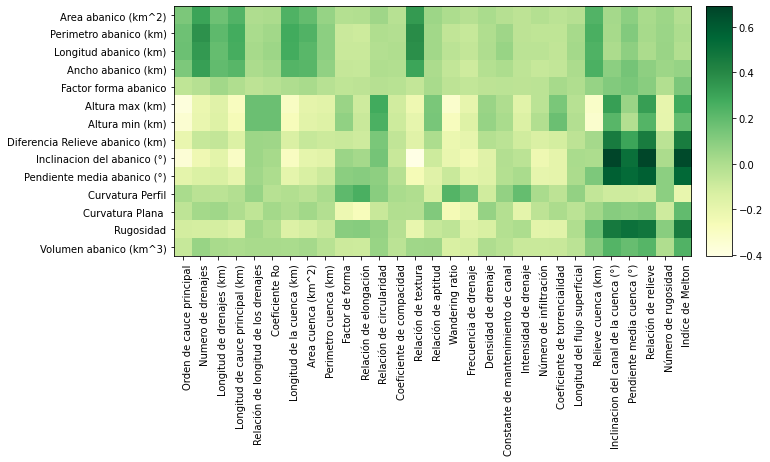 Area abanico (km^2)
Perimetro abanico (km)
Longitud abanico (km)
Ancho abanico (km)
Factor forma abanico
Altura max (km)
Altura min (km)
Diferencia Relieve abanico (km)
Inclinacion del abanico (°)
Pendiente media abanico (°)
Curvatura Perfil
Curvatura Plana
Rugosidad
Volumen abanico (km^3)
Orden de cauce principal
Numero de drenajes
Longitud de drenajes (km)
Longitud de cauce principal (km)
Relación de longitud de los drenajes
Coeficiente Ro
Longitud de la cuenca (km)
Area cuenca (km^2)
Perimetro cuenca (km)
Factor de forma
Relación de elongación
Relación de circularidad
Coeficiente de compacidad
Relación de textura
Relación de aptitud
Wandering ratio
Frecuencia de drenaje
Densidad de drenaje
Constante de mantenimiento de canal
Intensidad de drenaje
Número de infiltración
Coeficiente de torrencialidad
Longitud del flujo superficial
Relieve cuenca (km)
Inclinacion del canal de la cuenca (°)
Pendiente media cuenca (°)
Relación de relieve
Número de rugosidad
Indíce de Melton
0.6
0.4
0.2
0.0
−0.2
−0.4